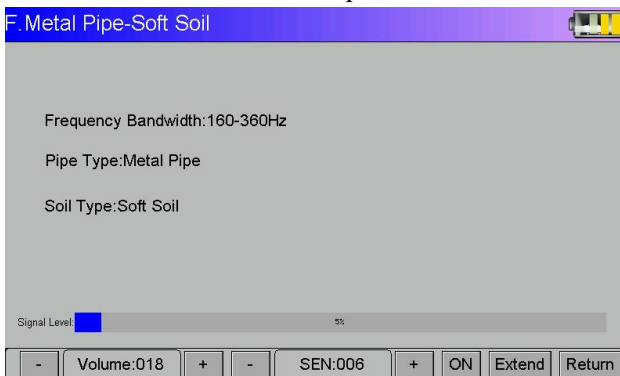 F.Metal Pipe-Soft Soil
Frequency Bandwidth:160-360Hz
Pipe Type:Metal Pipe
Soil Type:Soft Soil
Signal Level: 5%
- Volume:018 + - SEN:006 + ON Extend Return